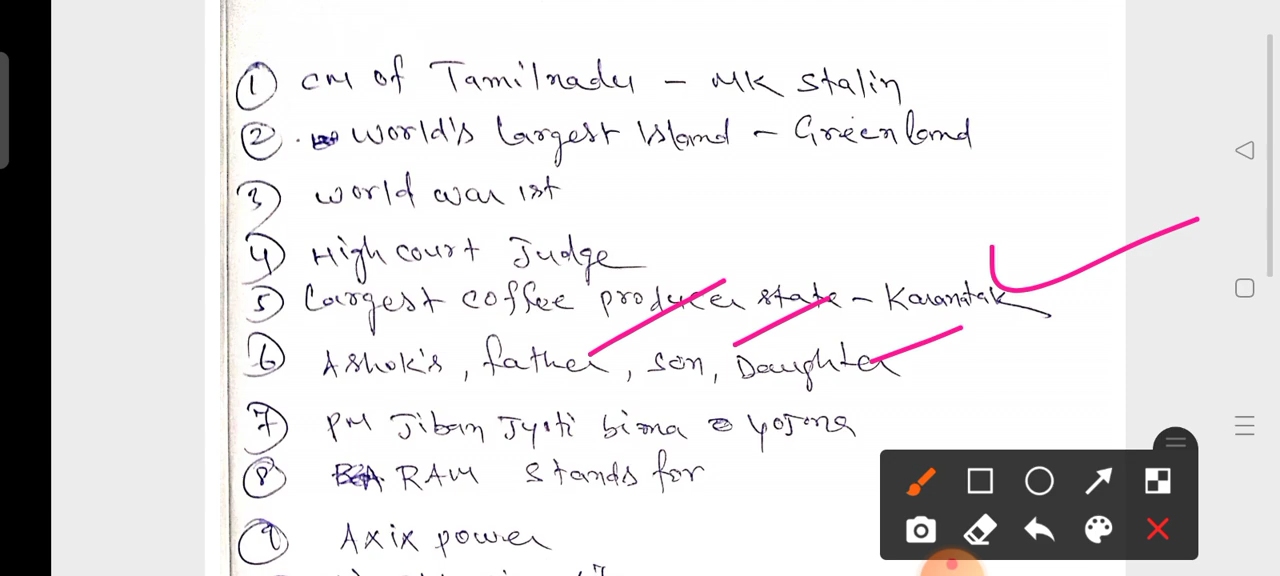 ① CM of Tamilnadu - MK Stalin
② World's largest Island - Greenland
③ World war 1st
④ High court Judge
⑤ Largest coffee producer state - Karanatak
⑥ Ashok's, father, son, Daughter
⑦ PM Jiban Jyoti bima yojona
⑧ RAM stands for
⑨ Axix power